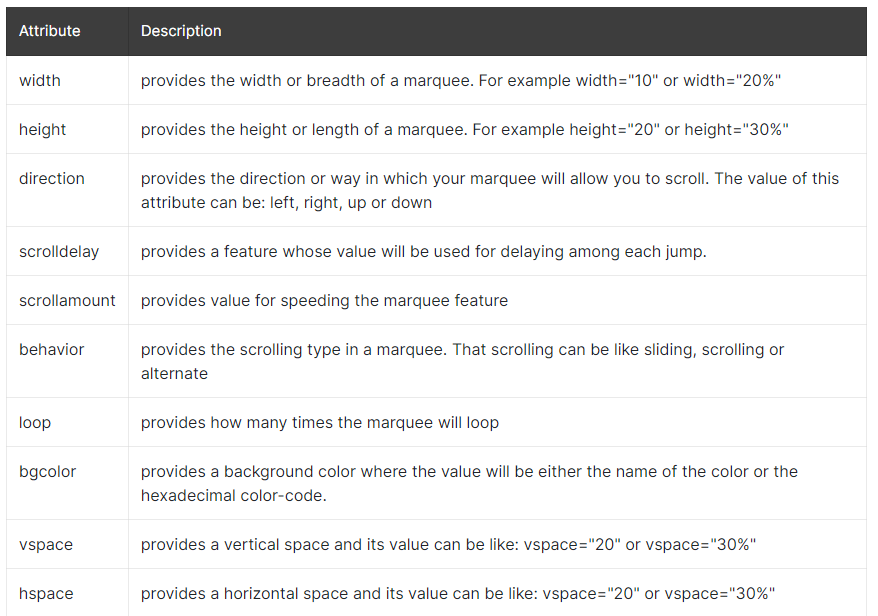 Attribute Description
width provides the width or breadth of a marquee. For example width="10" or width="20%"
height provides the height or length of a marquee. For example height="20" or height="30%"
direction provides the direction or way in which your marquee will allow you to scroll. The value of this
attribute can be: left, right, up or down
scrolldelay provides a feature whose value will be used for delaying among each jump.
scrollamount provides value for speeding the marquee feature
behavior provides the scrolling type in a marquee. That scrolling can be like sliding, scrolling or
alternate
loop provides how many times the marquee will loop
bgcolor provides a background color where the value will be either the name of the color or the
hexadecimal color-code.
vspace provides a vertical space and its value can be like: vspace="20" or vspace="30%"
hspace provides a horizontal space and its value can be like: vspace="20" or vspace="30%"